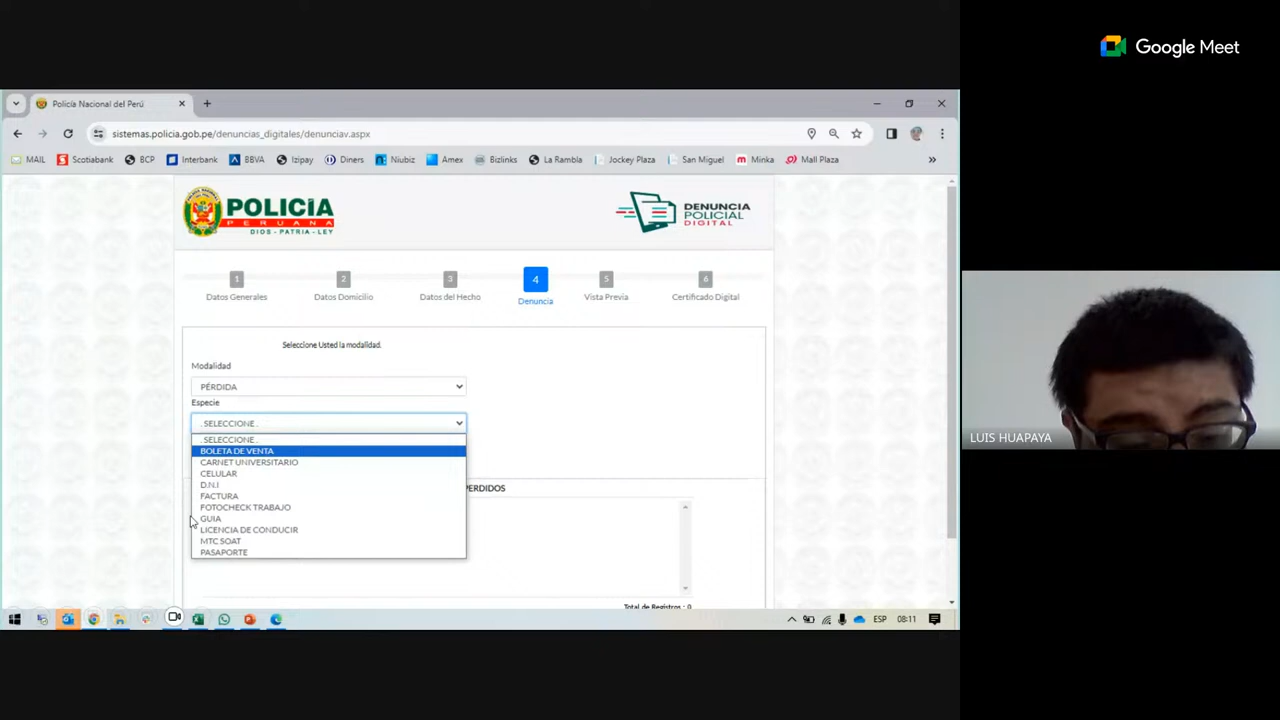 Google Meet
Policía Nacional del Perú
sistemas.policia.gob.pe/denuncias_digitales/denunciav.aspx
MAIL
Scotiabank
BCP
Interbank
BBVA
Izipay
Diners
Niubiz
Amex
Bizlinks
La Rambla
Jockey Plaza
San Miguel
Minka
Mall Plaza
POLICÍA
PERUANA
DIOS - PATRIA - LEY
DENUNCIA
POLICIAL
DIGITAL
1
2
3
4
5
6
Datos Generales
Datos Domicilio
Datos del Hecho
Denuncia
Vista Previa
Certificado Digital
Seleccione Usted la modalidad.
Modalidad
PÉRDIDA
Especie
. SELECCIONE .
. SELECCIONE .
BOLETA DE VENTA
CARNET UNIVERSITARIO
CELULAR
D.N.I
FACTURA
FOTOCHECK TRABAJO
GUIA
LICENCIA DE CONDUCIR
MTC SOAT
PASAPORTE
PERDIDOS
Total de Registros : 0
ESP
08:11
LUIS HUAPAYA